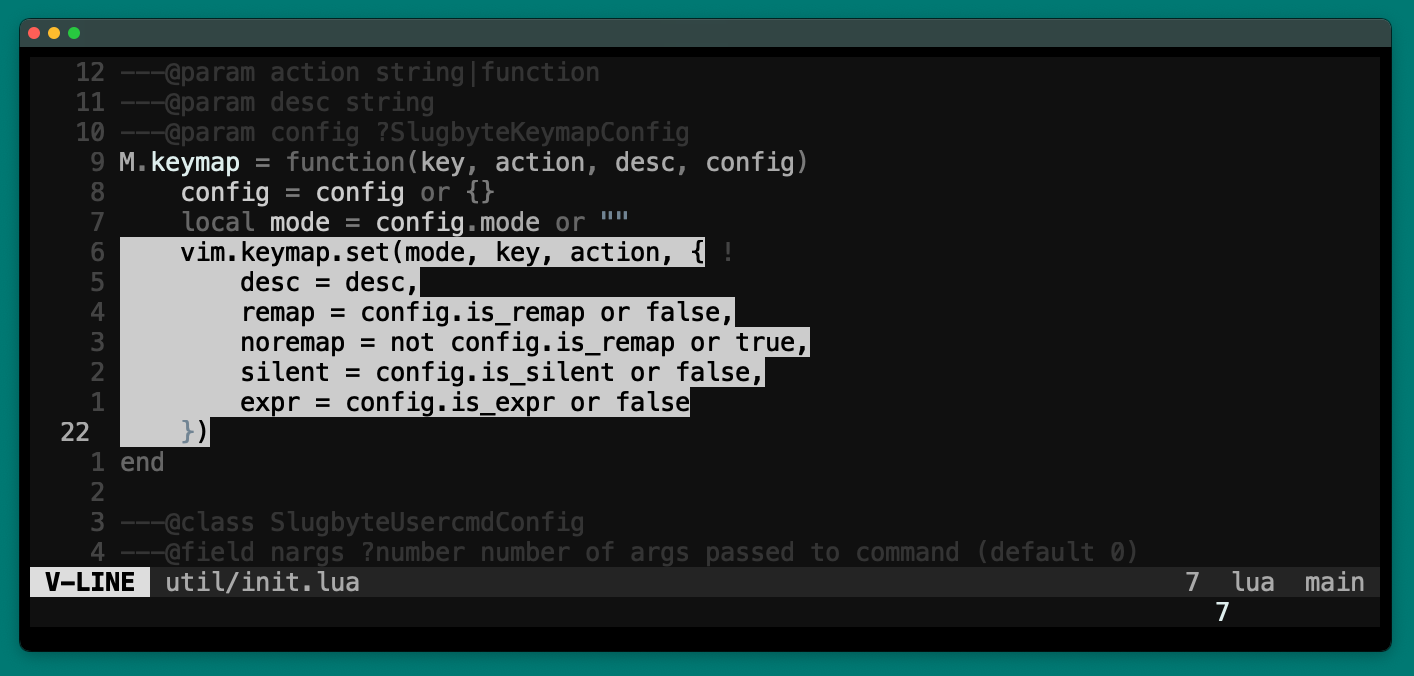 12 ---@param action string|function
11 ---@param desc string
10 ---@param config ?SlugbyteKeymapConfig
9 M.keymap = function(key, action, desc, config)
8     config = config or {}
7     local mode = config.mode or ""
6     vim.keymap.set(mode, key, action, { !
5         desc = desc,
4         remap = config.is_remap or false,
3         noremap = not config.is_remap or true,
2         silent = config.is_silent or false,
1         expr = config.is_expr or false
22     })
1 end
2
3 ---@class SlugbyteUsercmdConfig
4 ---@field nargs ?number number of args passed to command (default 0)
V-LINE util/init.lua 7 lua main
7